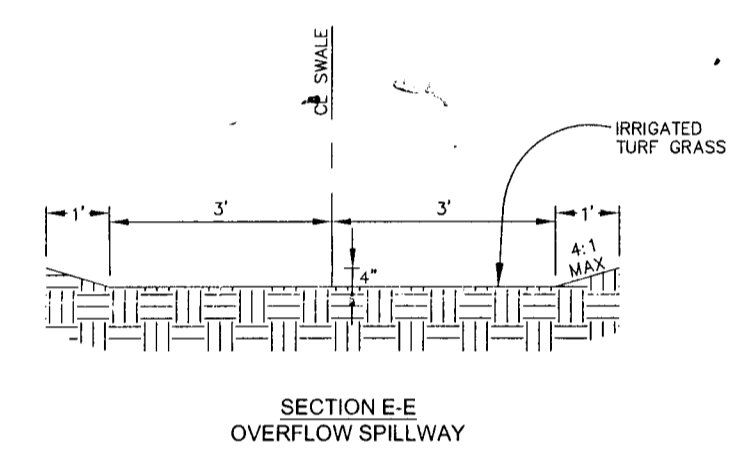 CL SWALE
IRRIGATED
TURF GRASS
1'
3'
3'
1'
4:1
MAX
4"
SECTION E-E
OVERFLOW SPILLWAY